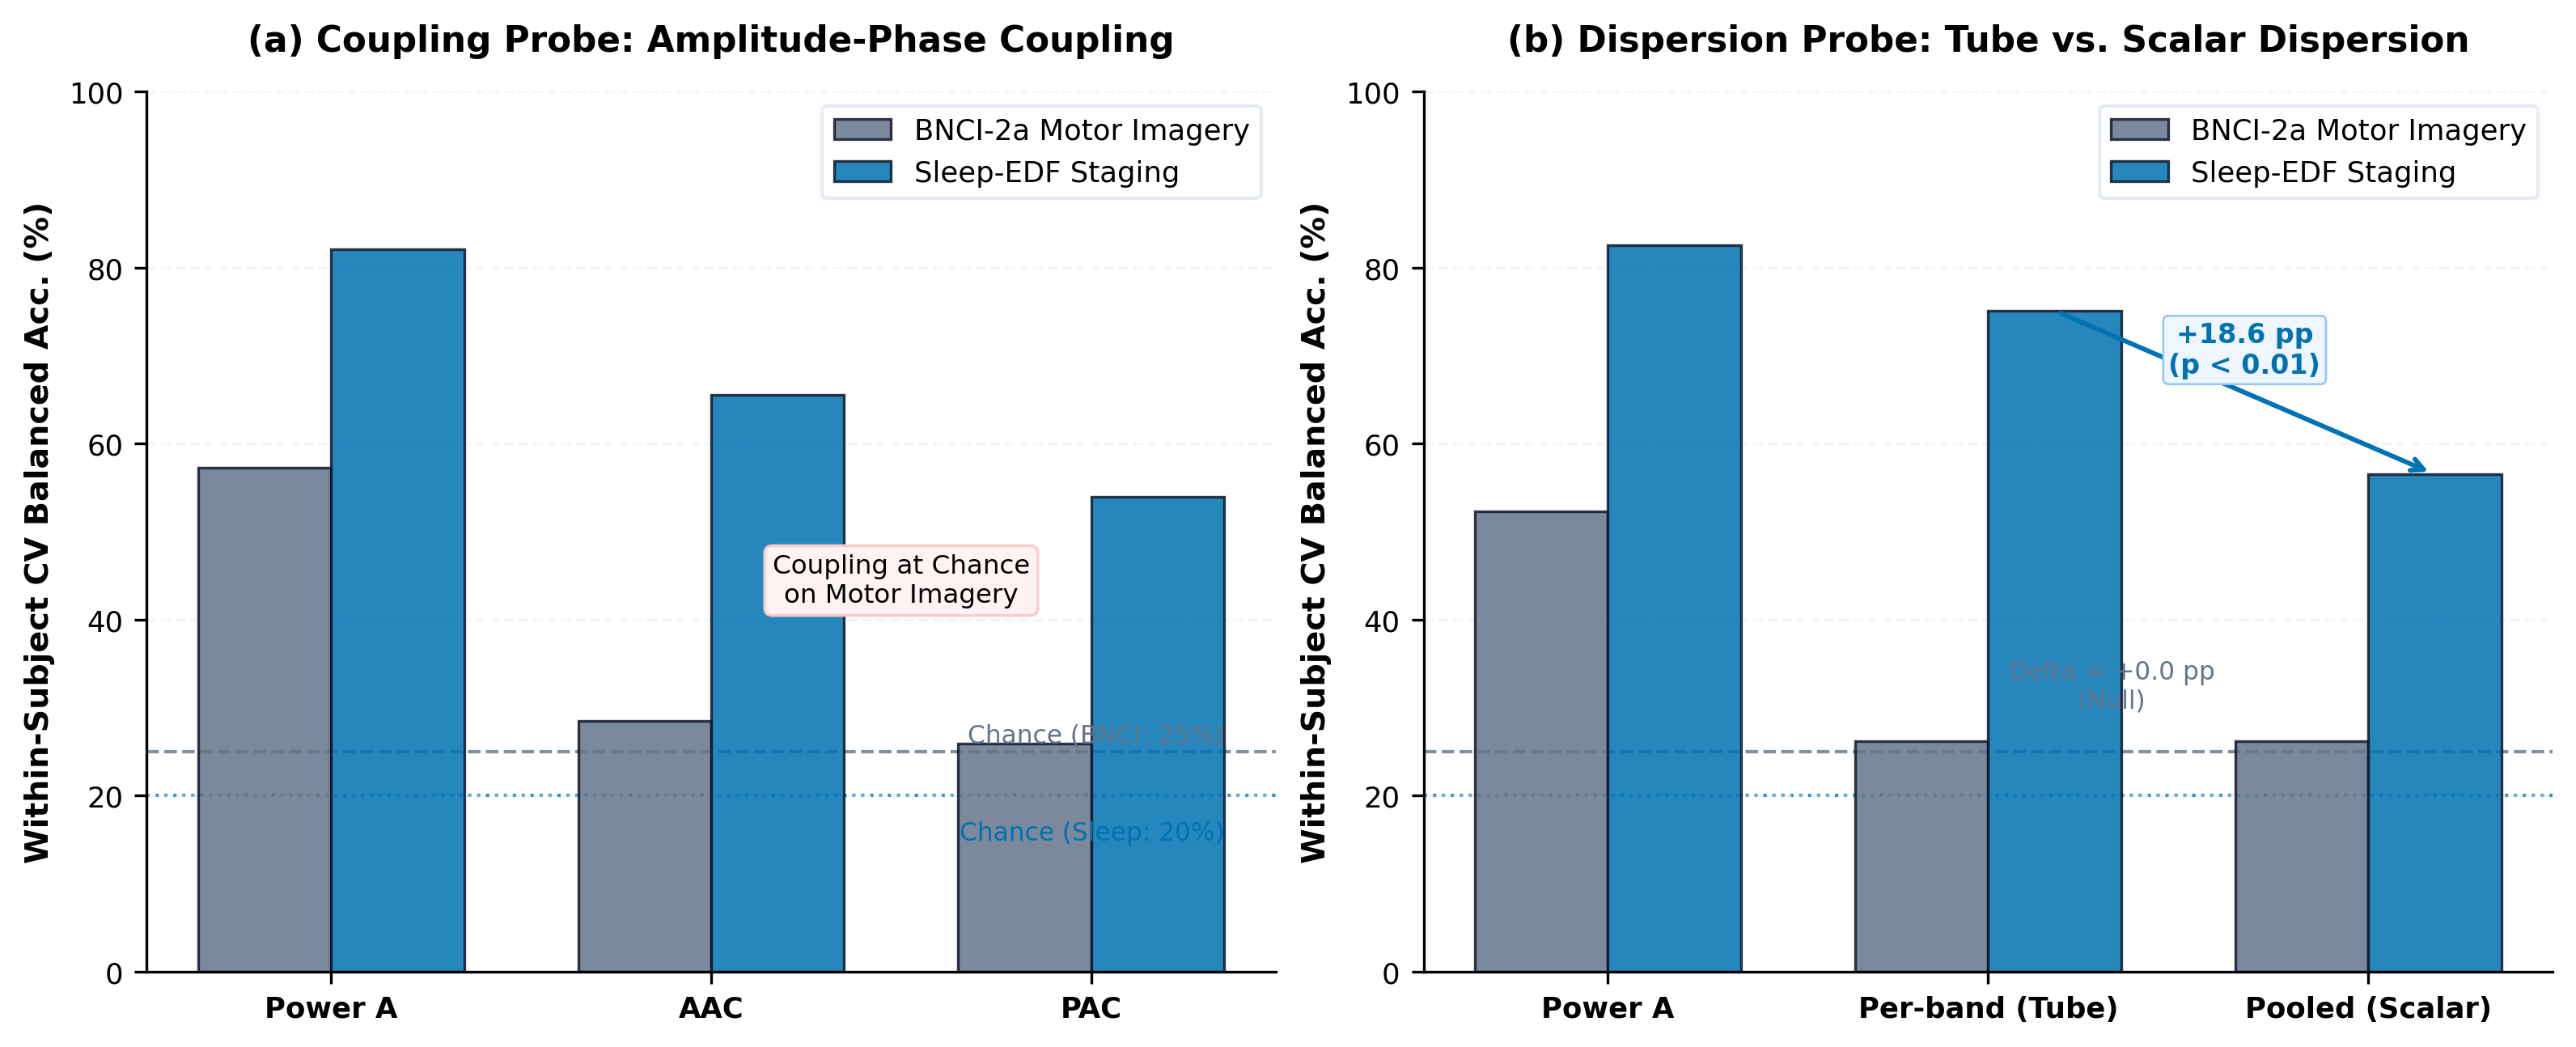 (a) Coupling Probe: Amplitude-Phase Coupling
Within-Subject CV Balanced Acc. (%)
100
80
60
40
20
0
BNCI-2a Motor Imagery
Sleep-EDF Staging
Coupling at Chance
on Motor Imagery
Chance (BNCI: 25%)
Chance (Sleep: 20%)
Power A
AAC
PAC
(b) Dispersion Probe: Tube vs. Scalar Dispersion
Within-Subject CV Balanced Acc. (%)
100
80
60
40
20
0
BNCI-2a Motor Imagery
Sleep-EDF Staging
+18.6 pp
(p < 0.01)
Delta = +0.0 pp
(Null)
Power A
Per-band (Tube)
Pooled (Scalar)